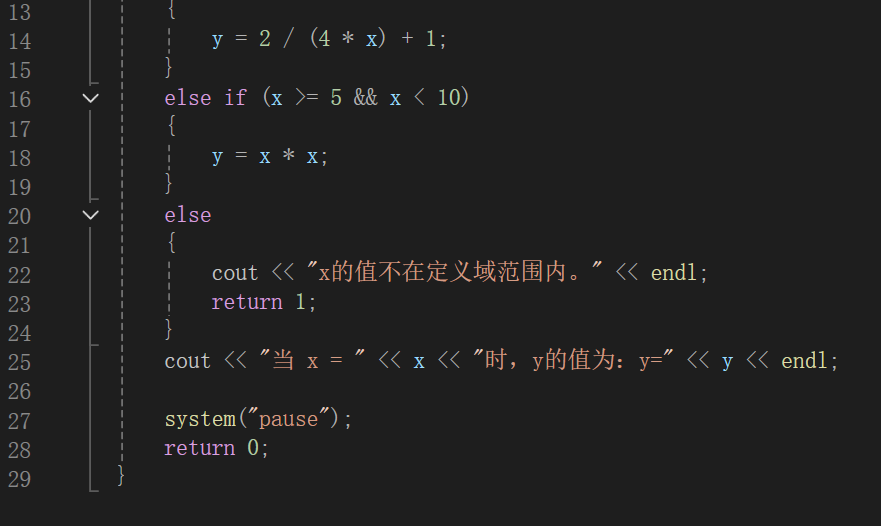 13 {
14 y = 2 / (4 * x) + 1;
15 }
16 else if (x >= 5 && x < 10)
17 {
18 y = x * x;
19 }
20 else
21 {
22 cout << "x的值不在定义域范围内。" << endl;
23 return 1;
24 }
25 cout << "当 x = " << x << "时，y的值为：y=" << y << endl;
26
27 system("pause");
28 return 0;
29 }